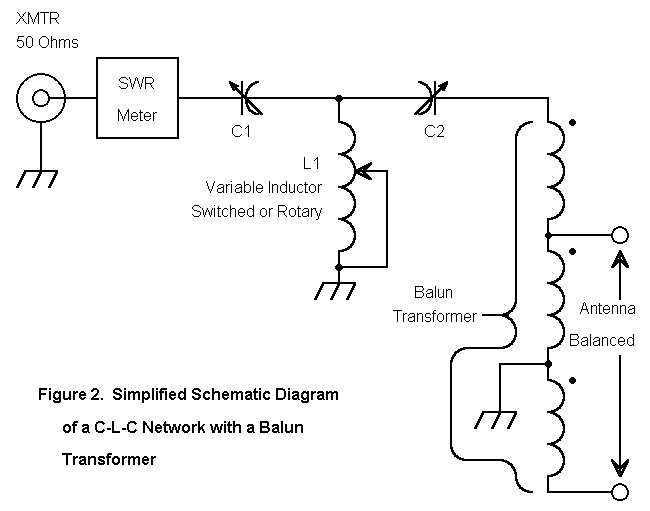 XMTR
50 Ohms
SWR
Meter
C1
C2
L1
Variable Inductor
Switched or Rotary
Balun
Transformer
Antenna
Balanced
Figure 2. Simplified Schematic Diagram
of a C-L-C Network with a Balun
Transformer